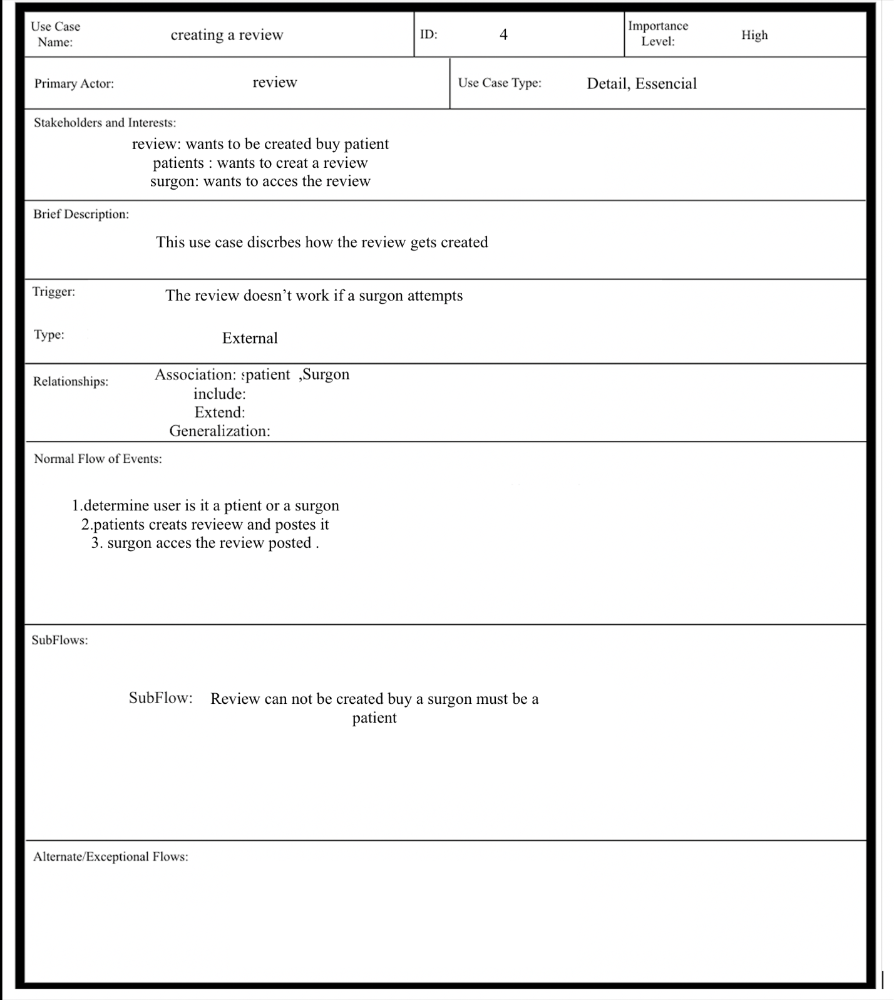 Use Case
Name:
creating a review
ID:
4
Importance
Level:
High
Primary Actor:
review
Use Case Type:
Detail, Essencial
Stakeholders and Interests:
review: wants to be created buy patient
patients : wants to creat a review
surgon: wants to acces the review
Brief Description:
This use case discrbes how the review gets created
Trigger:
The review doesn’t work if a surgon attempts
Type:
External
Relationships:
Association: patient ,Surgon
include:
Extend:
Generalization:
Normal Flow of Events:
1.determine user is it a ptient or a surgon
2.patients creats revieew and postes it
3. surgon acces the review posted .
SubFlows:
SubFlow: Review can not be created buy a surgon must be a
patient
Alternate/Exceptional Flows: